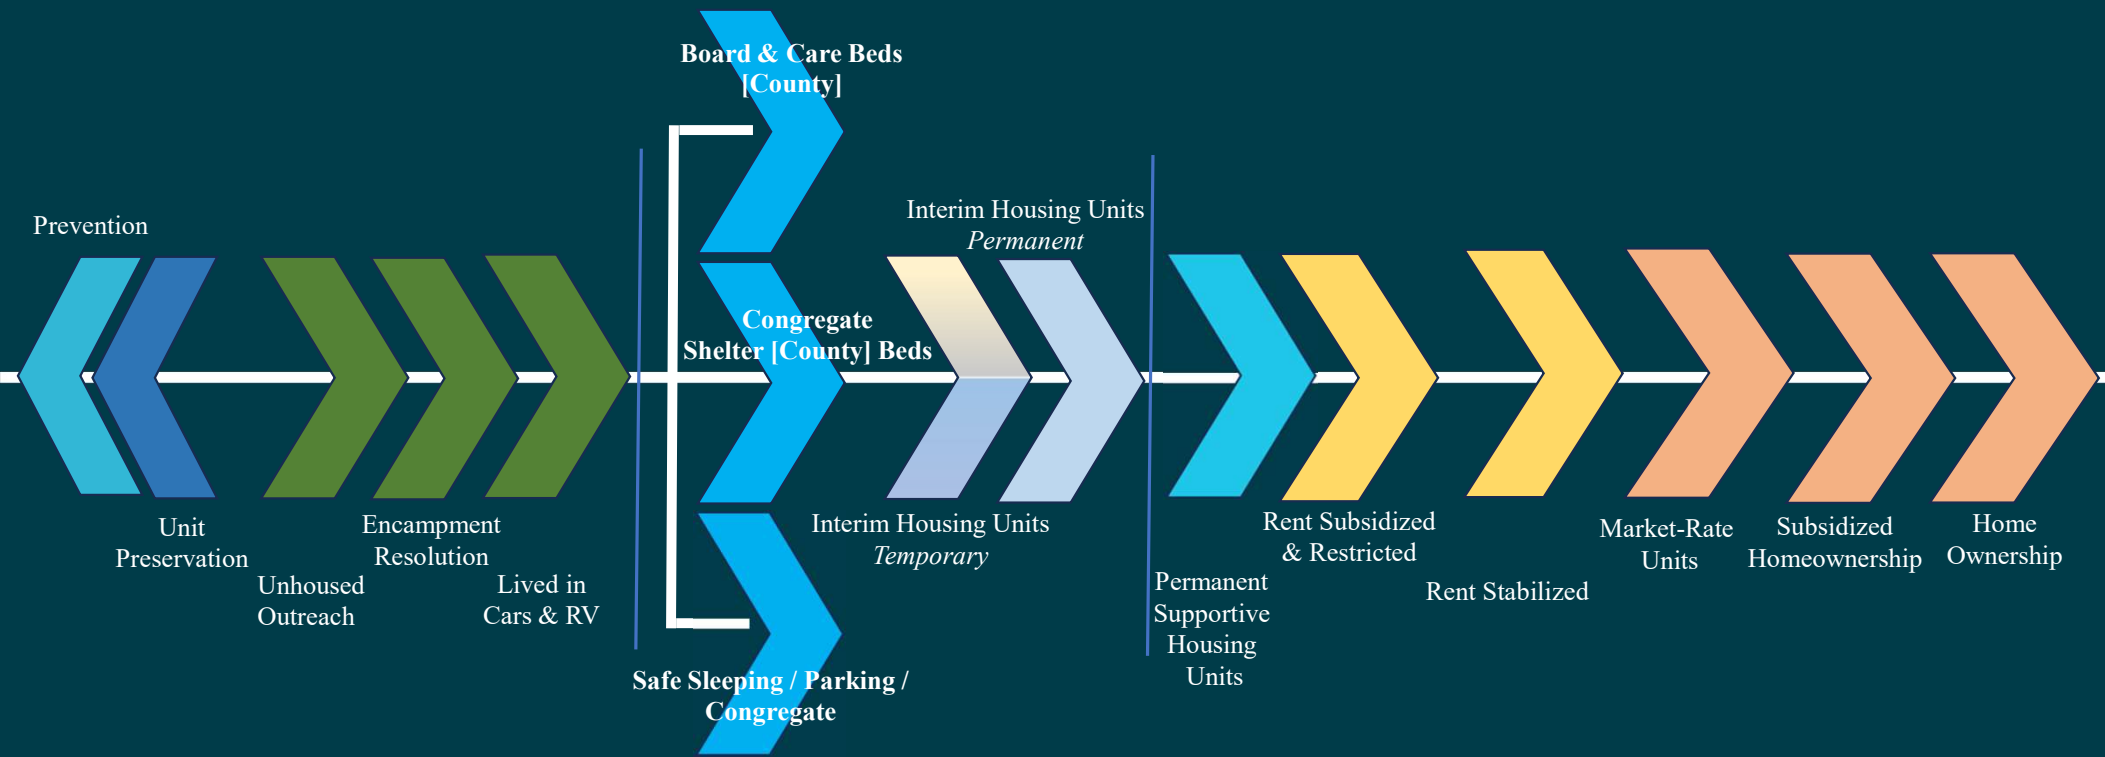 Prevention
Unit
Preservation
Unhoused
Outreach
Encampment
Resolution
Lived in
Cars & RV
Board & Care Beds
[County]
Congregate
Shelter [County] Beds
Safe Sleeping / Parking /
Congregate
Interim Housing Units
Temporary
Interim Housing Units
Permanent
Permanent
Supportive
Housing
Units
Rent Subsidized
& Restricted
Rent Stabilized
Market-Rate
Units
Subsidized
Homeownership
Home
Ownership